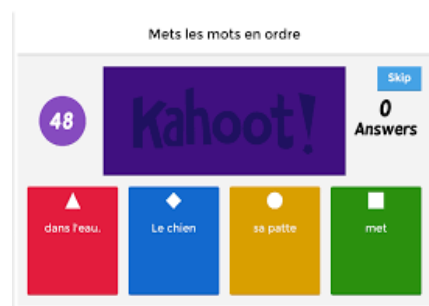 Mets les mots en ordre
Skip
48
Kahoot!
0
Answers
dans l'eau.
Le chien
sa patte
met